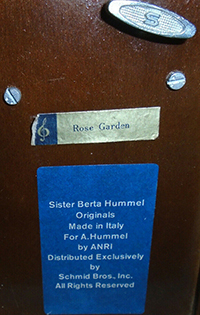 S
Rose Garden
Sister Berta Hummel
Originals
Made in Italy
For A.Hummel
by ANRI
Distributed Exclusively
by
Schmid Bros., Inc.
All Rights Reserved